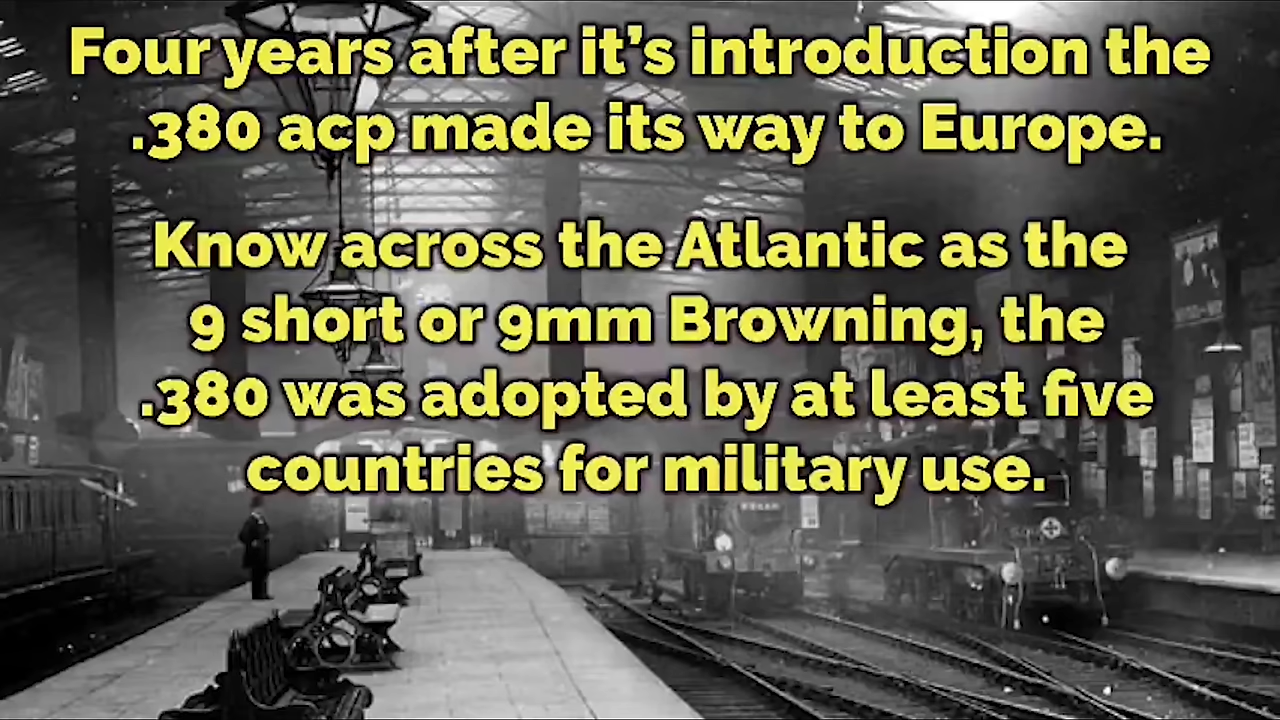 Four years after it’s introduction the
.380 acp made its way to Europe.
Know across the Atlantic as the
9 short or 9mm Browning, the
.380 was adopted by at least five
countries for military use.